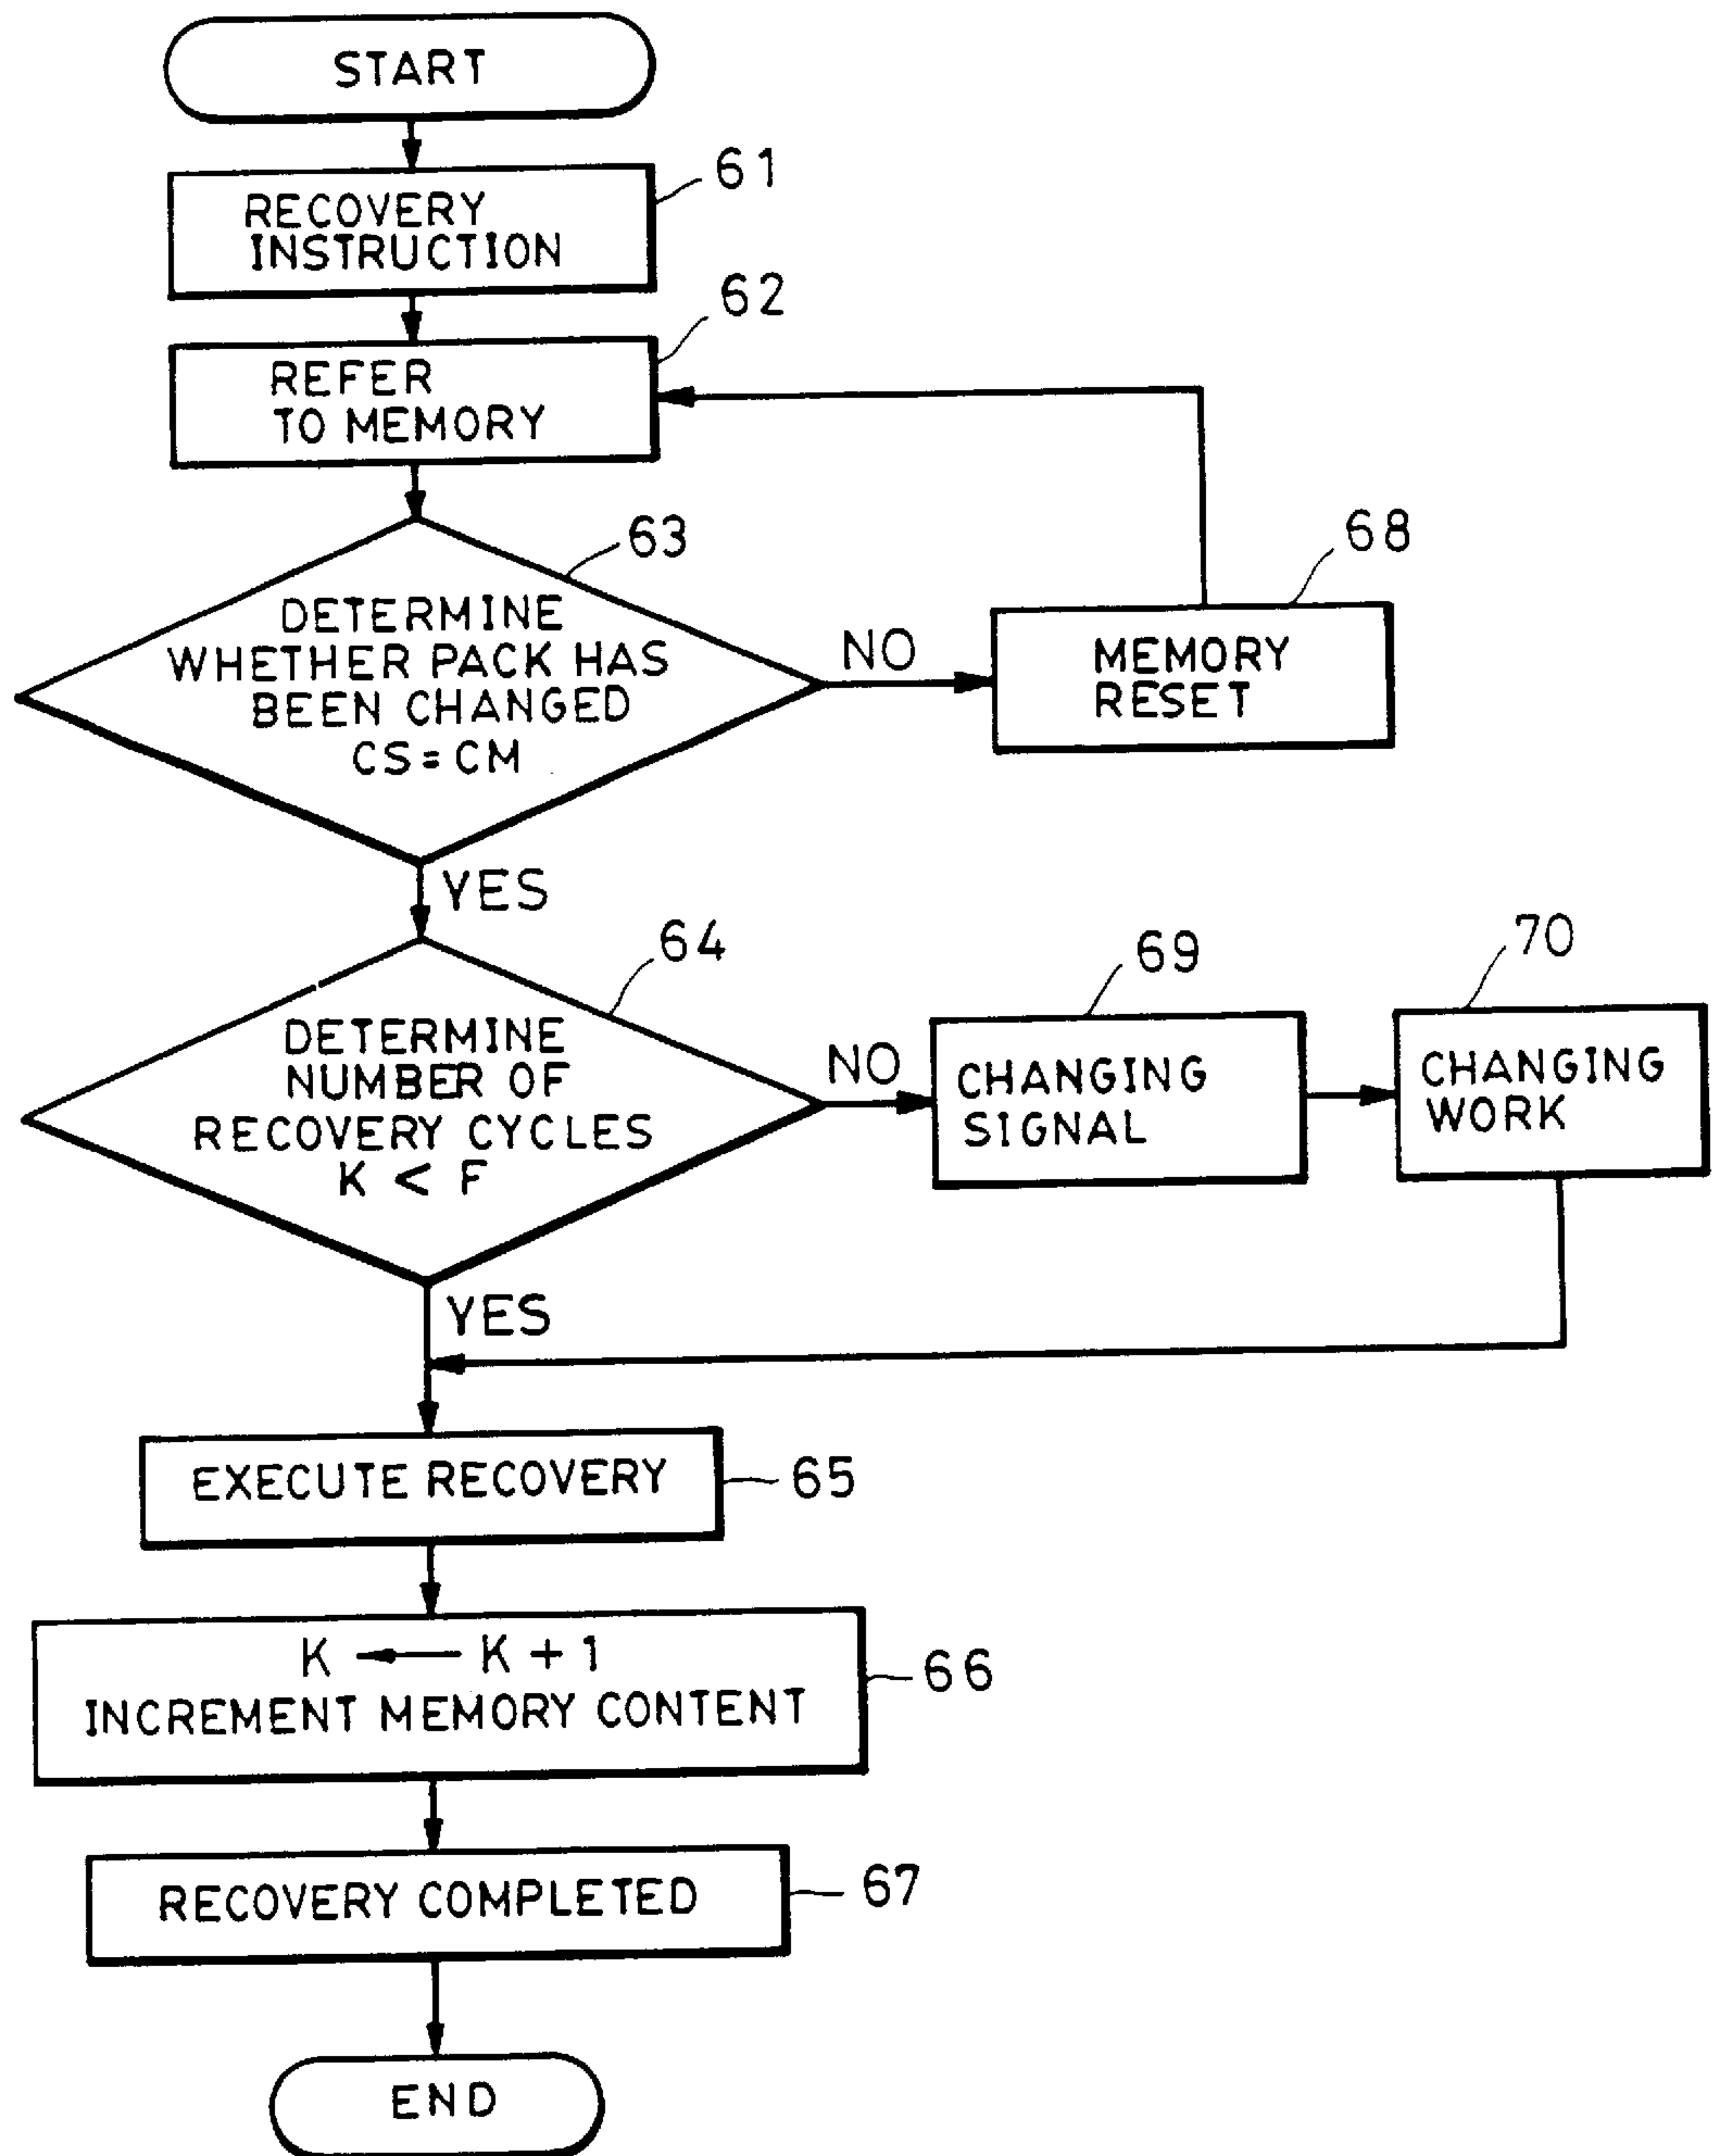 START
61
RECOVERY
INSTRUCTION
62
REFER
TO MEMORY
63
DETERMINE
WHETHER PACK HAS
BEEN CHANGED
CS = CM
NO
68
MEMORY
RESET
YES
64
DETERMINE
NUMBER OF
RECOVERY CYCLES
K < F
NO
69
CHANGING
SIGNAL
70
CHANGING
WORK
YES
EXECUTE RECOVERY
65
K ← K + 1
INCREMENT MEMORY CONTENT
66
RECOVERY COMPLETED
67
END